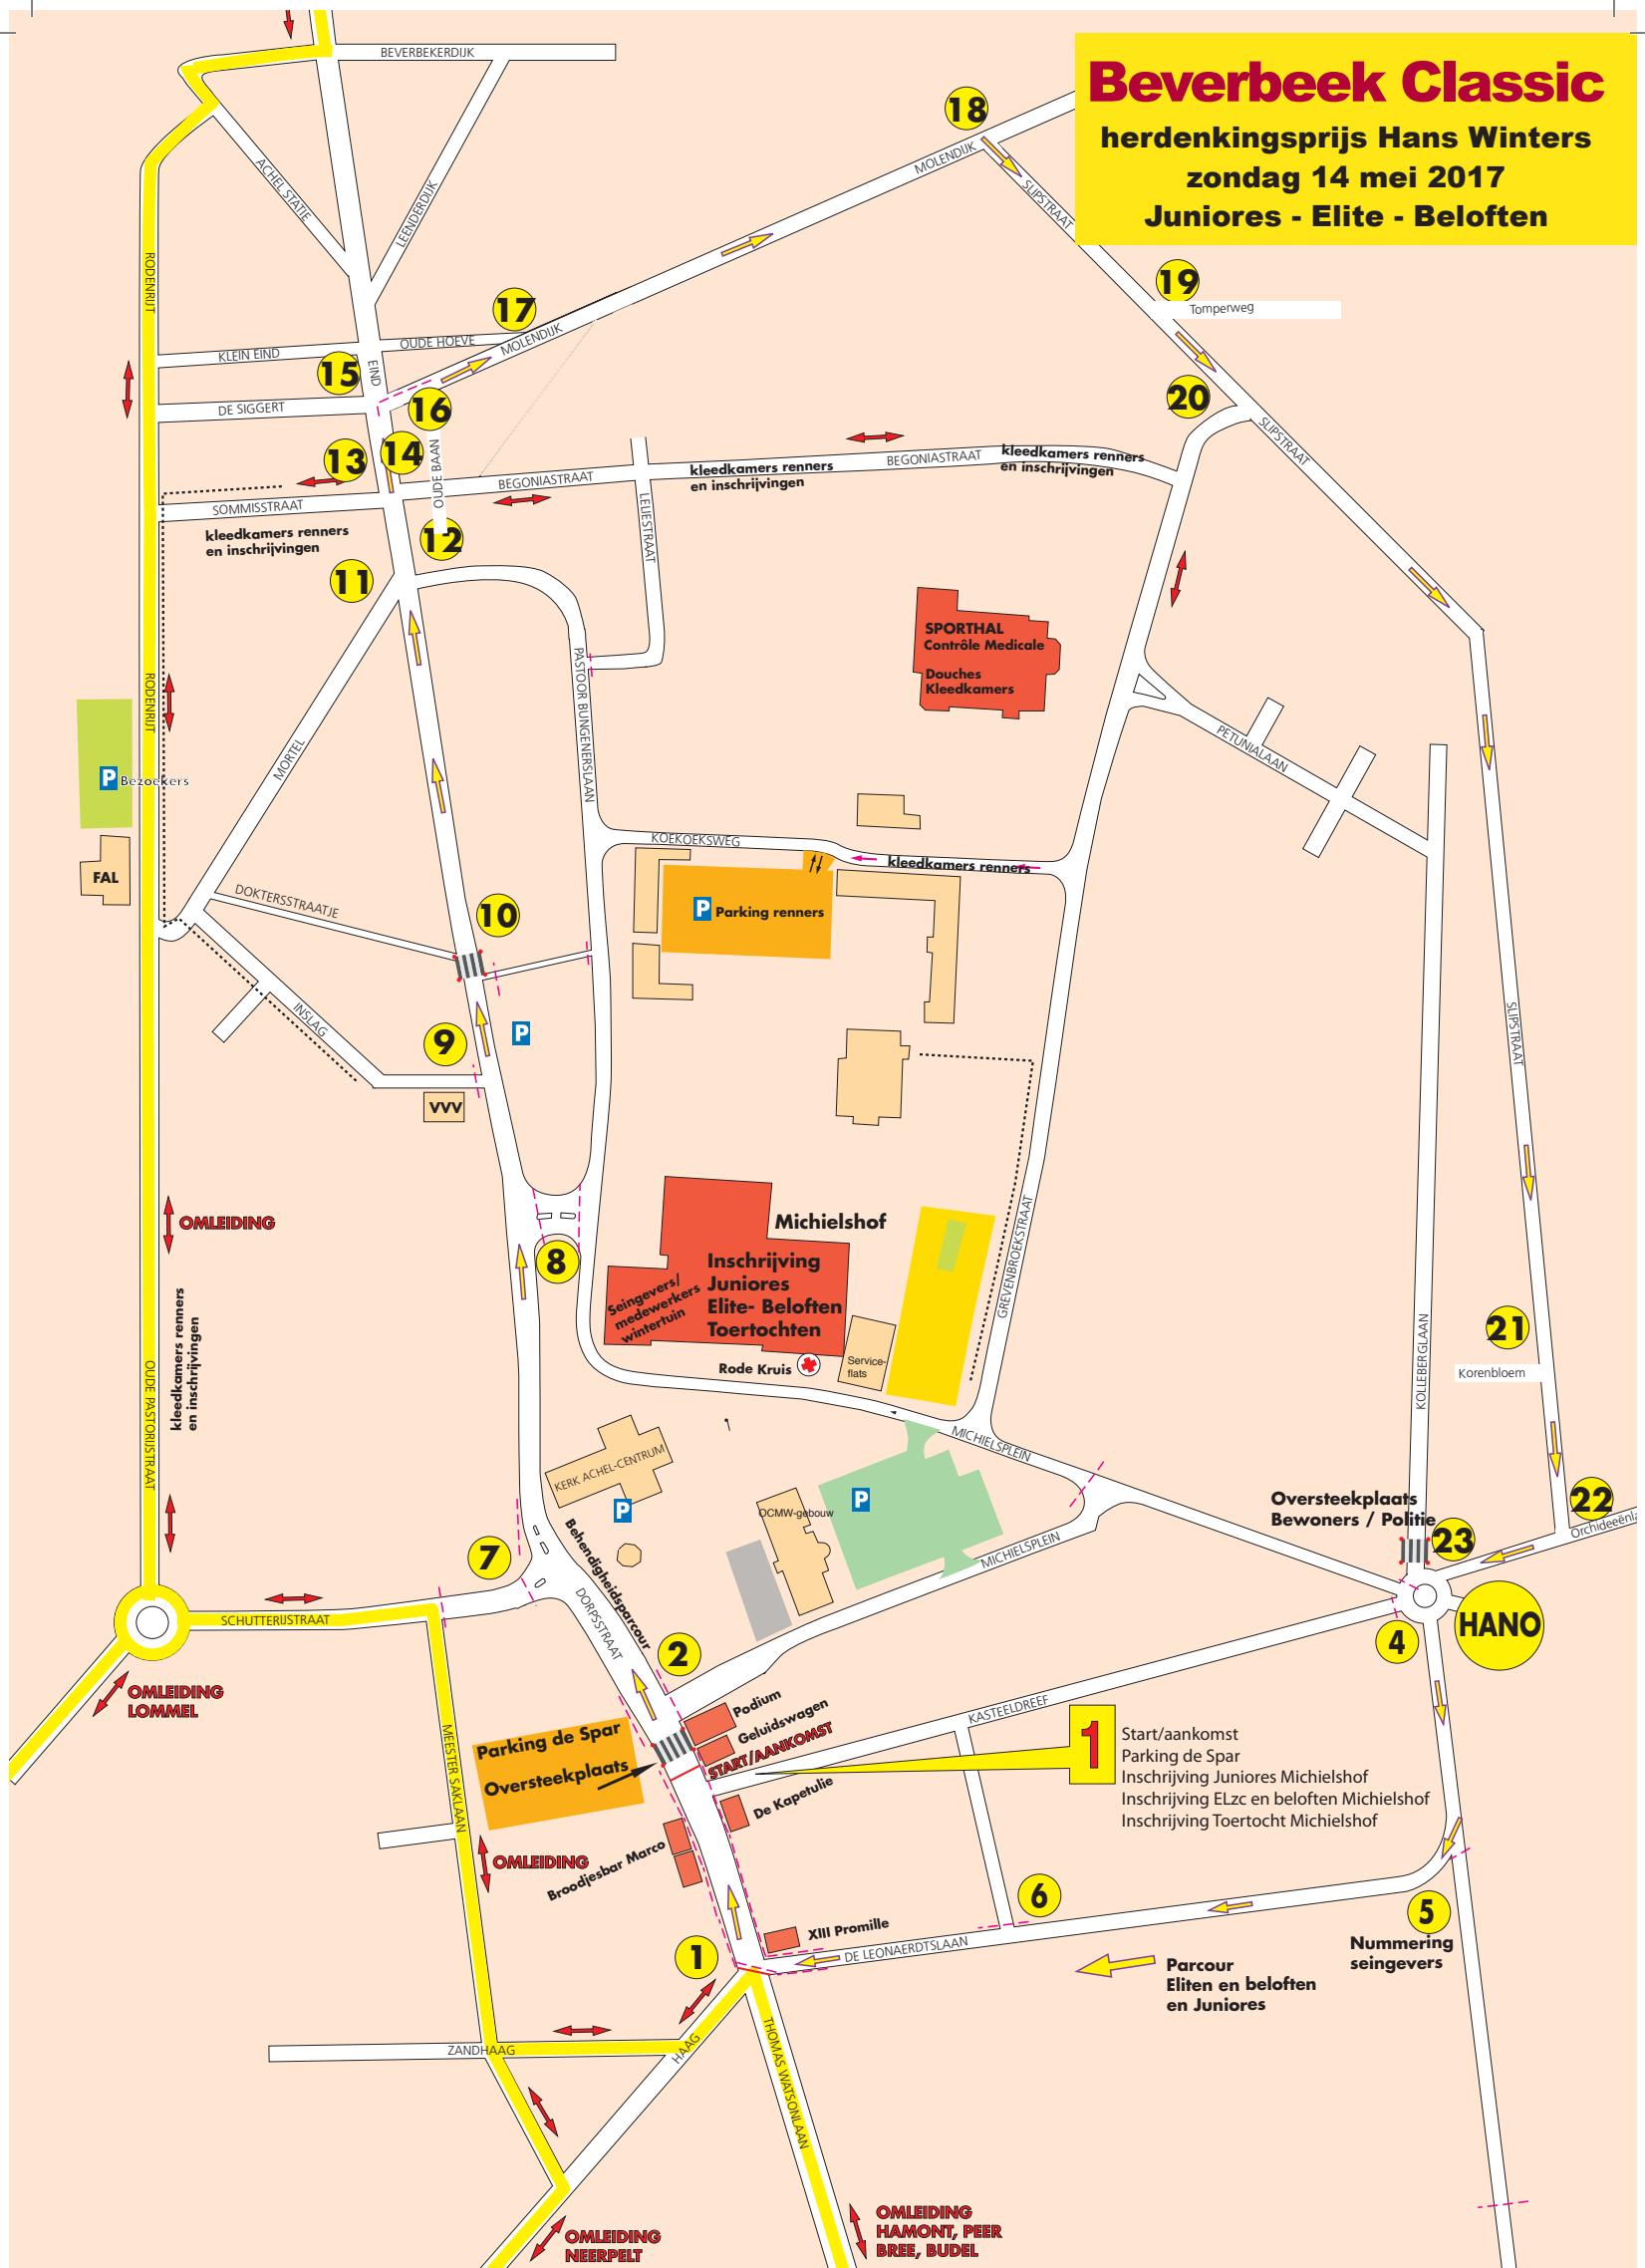 Beverbeek Classic
herdenkingsprijs Hans Winters
zondag 14 mei 2017
Juniores - Elite - Beloften
BEVERBEKERDIJK
ACHEL STATIE
LEENDERDIJK
18
MOLENDIJK
SLIPSTRAAT
19
Tomperweg
RODENRIJT
17
OUDE HOEVE
MOLENDIJK
KLEIN EIND
15
EIND
DE SIGGERT
16
20
SLIPSTRAAT
13
14
OUDE BAAN
BEGONIASTRAAT
kleedkamers renners
en inschrijvingen
BEGONIASTRAAT
kleedkamers renners
en inschrijvingen
SOMMISSTRAAT
kleedkamers renners
en inschrijvingen
12
LELIESTRAAT
11
SPORTHAL
Contrôle Medicale
Douches
Kleedkamers
RODENRIJT
PASTOOR BUNGENERSLAAN
MORTEL
PETUNIALAAN
P Bezoekers
KOEKOEKSWEG
kleedkamers renners
FAL
DOKTERSSTRAATJE
10
P Parking renners
INSLAG
9
P
SLIPSTRAAT
VVV
OMLEIDING
8
Michielshof
Inschrijving
Juniores
Elite- Beloften
Toertochten
Seingevers/
medewerkers
wintertuin
GREVENBROEKSTRAAT
Rode Kruis
Service-
flats
21
Korenbloem
KOLLEBERGLAAN
OUDE PASTORIJSTRAAT
kleedkamers renners
en inschrijvingen
MICHIELSPLEIN
KERK ACHEL-CENTRUM
P
P
OCMW-gebouw
Oversteekplaats
Bewoners / Politie
22
Orchideeënla
23
7
Behendigheidsparcour
MICHIELSPLEIN
DORPSSTRAAT
SCHUTTERIJSTRAAT
HANO
4
2
OMLEIDING
LOMMEL
Podium
Geluidswagen
START/AANKOMST
KASTEELDREEF
Parking de Spar
Oversteekplaats
MEESTER SAKLAAN
1
Start/aankomst
Parking de Spar
Inschrijving Juniores Michielshof
Inschrijving ELzc en beloften Michielshof
Inschrijving Toertocht Michielshof
De Kapetulie
Broodjesbar Marco
OMLEIDING
6
5
Nummering
seingevers
XIII Promille
DE LEONAERDTSLAAN
1
Parcour
Eliten en beloften
en Juniores
ZANDHAAG
HAAG
THOMAS WATSONLAAN
OMLEIDING
NEERPELT
OMLEIDING
HAMONT, PEER
BREE, BUDEL